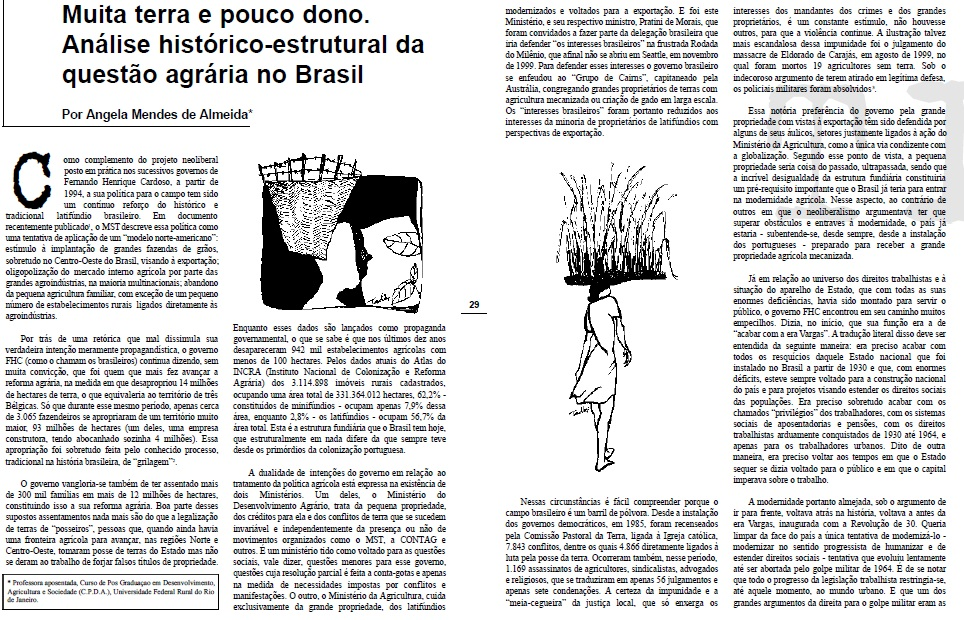 Muita terra e pouco dono.
Análise histórico-estrutural da
questão agrária no Brasil
Por Angela Mendes de Almeida*
Como complemento do projeto neoliberal
posto em prática nos sucessivos governos de
Fernando Henrique Cardoso, a partir de
1994, a sua política para o campo tem sido
um contínuo reforço do histórico e
tradicional latifúndio brasileiro. Em documento
recentemente publicado¹, o MST descreve essa política como
uma tentativa de aplicação de um "modelo norte-americano":
estímulo à implantação de grandes fazendas de grãos,
sobretudo no Centro-Oeste do Brasil, visando à exportação;
oligopolização do mercado interno agrícola por parte das
grandes agroindústrias, na maioria multinacionais; abandono
da pequena agricultura familiar, com exceção de um pequeno
número de estabelecimentos rurais ligados diretamente às
agroindústrias.
Por trás de uma retórica que mal dissimula sua
verdadeira intenção meramente propagandística, o governo
FHC (como o chamam os brasileiros) continua dizendo, sem
muita convicção, que foi quem que mais fez avançar a
reforma agrária, na medida em que desapropriou 14 milhões
de hectares de terra, o que equivaleria ao território de três
Bélgicas. Só que durante esse mesmo período, apenas cerca
de 3.065 fazendeiros se apropriaram de um território muito
maior, 93 milhões de hectares (um deles, uma empresa
construtora, tendo abocanhado sozinha 4 milhões). Essa
apropriação foi sobretudo feita pelo conhecido processo,
tradicional na história brasileira, de "grilagem"².
O governo vangloria-se também de ter assentado mais
de 300 mil famílias em mais de 12 milhões de hectares,
constituindo isso a sua reforma agrária. Boa parte desses
supostos assentamentos nada mais são do que a legalização
de terras de "posseiros", pessoas que, quando ainda havia
uma fronteira agrícola para avançar, nas regiões Norte e
Centro-Oeste, tomaram posse de terras do Estado mas não
se deram ao trabalho de forjar falsos títulos de propriedade.
* Professora aposentada, Curso de Pos Graduaçao em Desenvolvimento,
Agricultura e Sociedade (C.P.D.A.), Universidade Federal Rural do Rio
de Janeiro.
Enquanto esses dados são lançados como propaganda
governamental, o que se sabe é que nos últimos dez anos
desapareceram 942 mil estabelecimentos agrícolas com
menos de 100 hectares. Pelos dados atuais do Atlas do
INCRA (Instituto Nacional de Colonização e Reforma
Agrária) dos 3.114.898 imóveis rurais cadastrados,
ocupando uma área total de 331.364.012 hectares, 62,2% -
constituídos de minifúndios - ocupam apenas 7,9% dessa
área, enquanto 2,8% - os latifúndios - ocupam 56,7% da
área total. Esta é a estrutura fundiária que o Brasil tem hoje,
que estruturalmente em nada difere da que sempre teve
desde os primórdios da colonização portuguesa.
A dualidade de intenções do governo em relação ao
tratamento da política agrícola está expressa na existência de
dois Ministérios. Um deles, o Ministério do
Desenvolvimento Agrário, trata da pequena propriedade,
dos créditos para ela e dos conflitos de terra que se sucedem
invariável e independentemente da presença ou não de
movimentos organizados como o MST, a CONTAG e
outros. E um ministério tido como voltado para as questões
sociais, vale dizer, questões menores para esse governo,
questões cuja resolução parcial é feita a conta-gotas e apenas
na medida de necessidades impostas por conflitos e
manifestações. O outro, o Ministério da Agricultura, cuida
exclusivamente da grande propriedade, dos latifúndios
29
modernizados e voltados para a exportação. E foi este
Ministério, e seu respectivo ministro, Pratini de Morais, que
foram convidados a fazer parte da delegação brasileira que
iria defender "os interesses brasileiros" na frustrada Rodada
do Milênio, que afinal não se abriu em Seattle, em novembro
de 1999. Para defender esses interesses o governo brasileiro
se enfeudou ao "Grupo de Cairns", capitaneado pela
Austrália, congregando grandes proprietários de terras com
agricultura mecanizada ou criação de gado em larga escala.
Os "interesses brasileiros" foram portanto reduzidos aos
interesses da minoria de proprietários de latifúndios com
perspectivas de exportação.
Nessas circunstâncias é fácil compreender porque o
campo brasileiro é um barril de pólvora. Desde a instalação
dos governos democráticos, em 1985, foram recenseados
pela Comissão Pastoral da Terra, ligada à Igreja católica,
7.843 conflitos, dentre os quais 4.866 diretamente ligados à
luta pela posse da terra. Ocorreram também, nesse período,
1.169 assassinatos de agricultores, sindicalistas, advogados
e religiosos, que se traduziram em apenas 56 julgamentos e
apenas sete condenações. A certeza da impunidade e a
"meia-cegueira" da justiça local, que só enxerga os
interesses dos mandantes dos crimes e dos grandes
proprietários, é um constante estímulo, não houvesse
outros, para que a violência continue. A ilustração talvez
mais escandalosa dessa impunidade foi o julgamento do
massacre de Eldorado de Carajás, em agosto de 1999, no
qual foram mortos 19 agricultores sem terra. Sob o
indecoroso argumento de terem atirado em legítima defesa,
os policiais militares foram absolvidos³.
Essa notória preferência do governo pela grande
propriedade com vistas à exportação têm sido defendida por
alguns de seus áulicos, setores justamente ligados à ação do
Ministério da Agricultura, como a única via condizente com
a globalização. Segundo esse ponto de vista, a pequena
propriedade seria coisa do passado, ultrapassada, sendo que
a incrível desigualdade da estrutura fundiária constituiria
um pré-requisito importante que o Brasil já teria para entrar
na modernidade agrícola. Nesse aspecto, ao contrário de
outros em que o neoliberalismo argumentava ter que
superar obstáculos e entraves à modernidade, o país já
estaria - subentende-se, desde sempre, desde a instalação
dos portugueses - preparado para receber a grande
propriedade agrícola mecanizada.
Já em relação ao universo dos direitos trabalhistas e à
situação do aparelho de Estado, que com todas as suas
enormes deficiências, havia sido montado para servir o
público, o governo FHC encontrou em seu caminho muitos
empecilhos. Dizia, no inicio, que sua função era a de
"acabar com a era Vargas". A tradução literal disso deve ser
entendida da seguinte maneira: era preciso acabar com
todos os resquícios daquele Estado nacional que foi
instalado no Brasil a partir de 1930 e que, com enormes
déficits, esteve sempre voltado para a construção nacional
do país e para projetos visando estender os direitos sociais
das populações. Era preciso sobretudo acabar com os
chamados "privilégios" dos trabalhadores, com os sistemas
sociais de aposentadorias e pensões, com os direitos
trabalhistas arduamente conquistados de 1930 até 1964, e
apenas para os trabalhadores urbanos. Dito de outra
maneira, era preciso voltar aos tempos em que o Estado
sequer se dizia voltado para o público e em que o capital
imperava sobre o trabalho.
A modernidade portanto almejada, sob o argumento de
ir para frente, voltava atrás na história, voltava a antes da
era Vargas, inaugurada com a Revolução de 30. Queria
limpar da face do país a única tentativa de modernizá-lo -
modernizar no sentido progressista de humanizar e de
estender direitos sociais - tentativa que evoluiu lentamente
até ser abortada pelo golpe militar de 1964. É de se notar
que todo o progresso da legislação trabalhista restringia-se,
até aquele momento, ao mundo urbano. E que um dos
grandes argumentos da direita para o golpe militar eram as